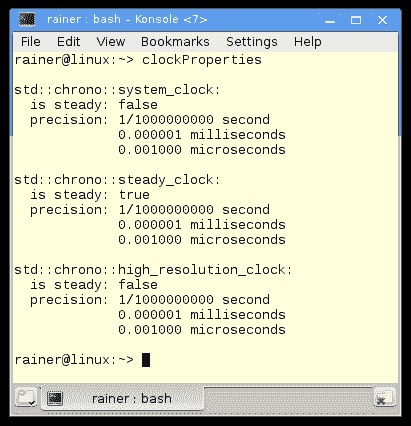 rainer : bash – Konsole <7>
File Edit View Bookmarks Settings Help
rainer@linux:~> clockProperties
std::chrono::system_clock:
is steady: false
precision: 1/1000000000 second
0.000001 milliseconds
0.001000 microseconds
std::chrono::steady_clock:
is steady: true
precision: 1/1000000000 second
0.000001 milliseconds
0.001000 microseconds
std::chrono::high_resolution_clock:
is steady: false
precision: 1/1000000000 second
0.000001 milliseconds
0.001000 microseconds
rainer@linux:~>
rainer : bash